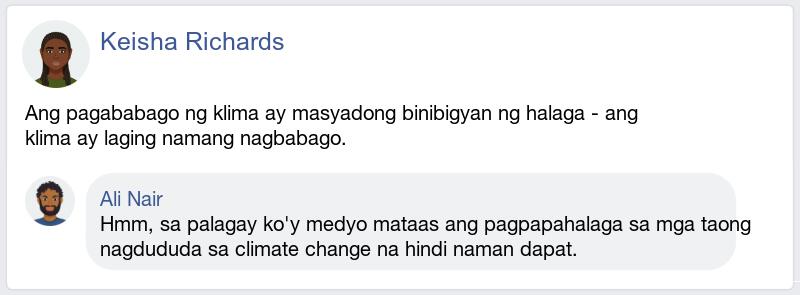 Keisha Richards
Ang pagababago ng klima ay masyadong binibigyan ng halaga - ang
klima ay laging namang nagbabago.
Ali Nair
Hmm, sa palagay ko'y medyo mataas ang pagpapahalaga sa mga taong
nagdududa sa climate change na hindi naman dapat.